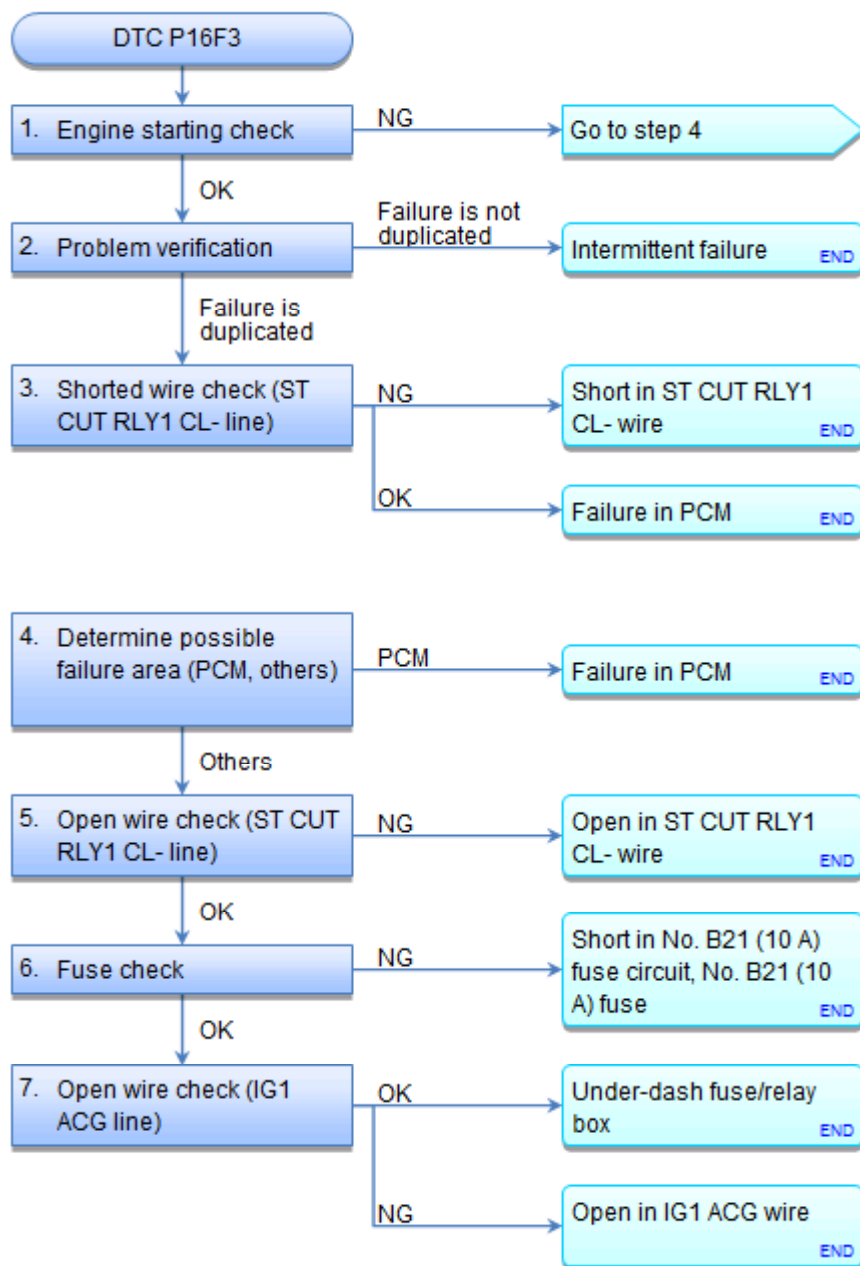 DTC P16F3
1. Engine starting check
NG
Go to step 4
OK
2. Problem verification
Failure is not
duplicated
Intermittent failure
END
Failure is
duplicated
3. Shorted wire check (ST
CUT RLY1 CL- line)
NG
Short in ST CUT RLY1
CL- wire
END
OK
Failure in PCM
END
4. Determine possible
failure area (PCM, others)
PCM
Failure in PCM
END
Others
5. Open wire check (ST CUT
RLY1 CL- line)
NG
Open in ST CUT RLY1
CL- wire
END
OK
6. Fuse check
NG
Short in No. B21 (10 A)
fuse circuit, No. B21 (10
A) fuse
END
OK
7. Open wire check (IG1
ACG line)
OK
Under-dash fuse/relay
box
END
NG
Open in IG1 ACG wire
END